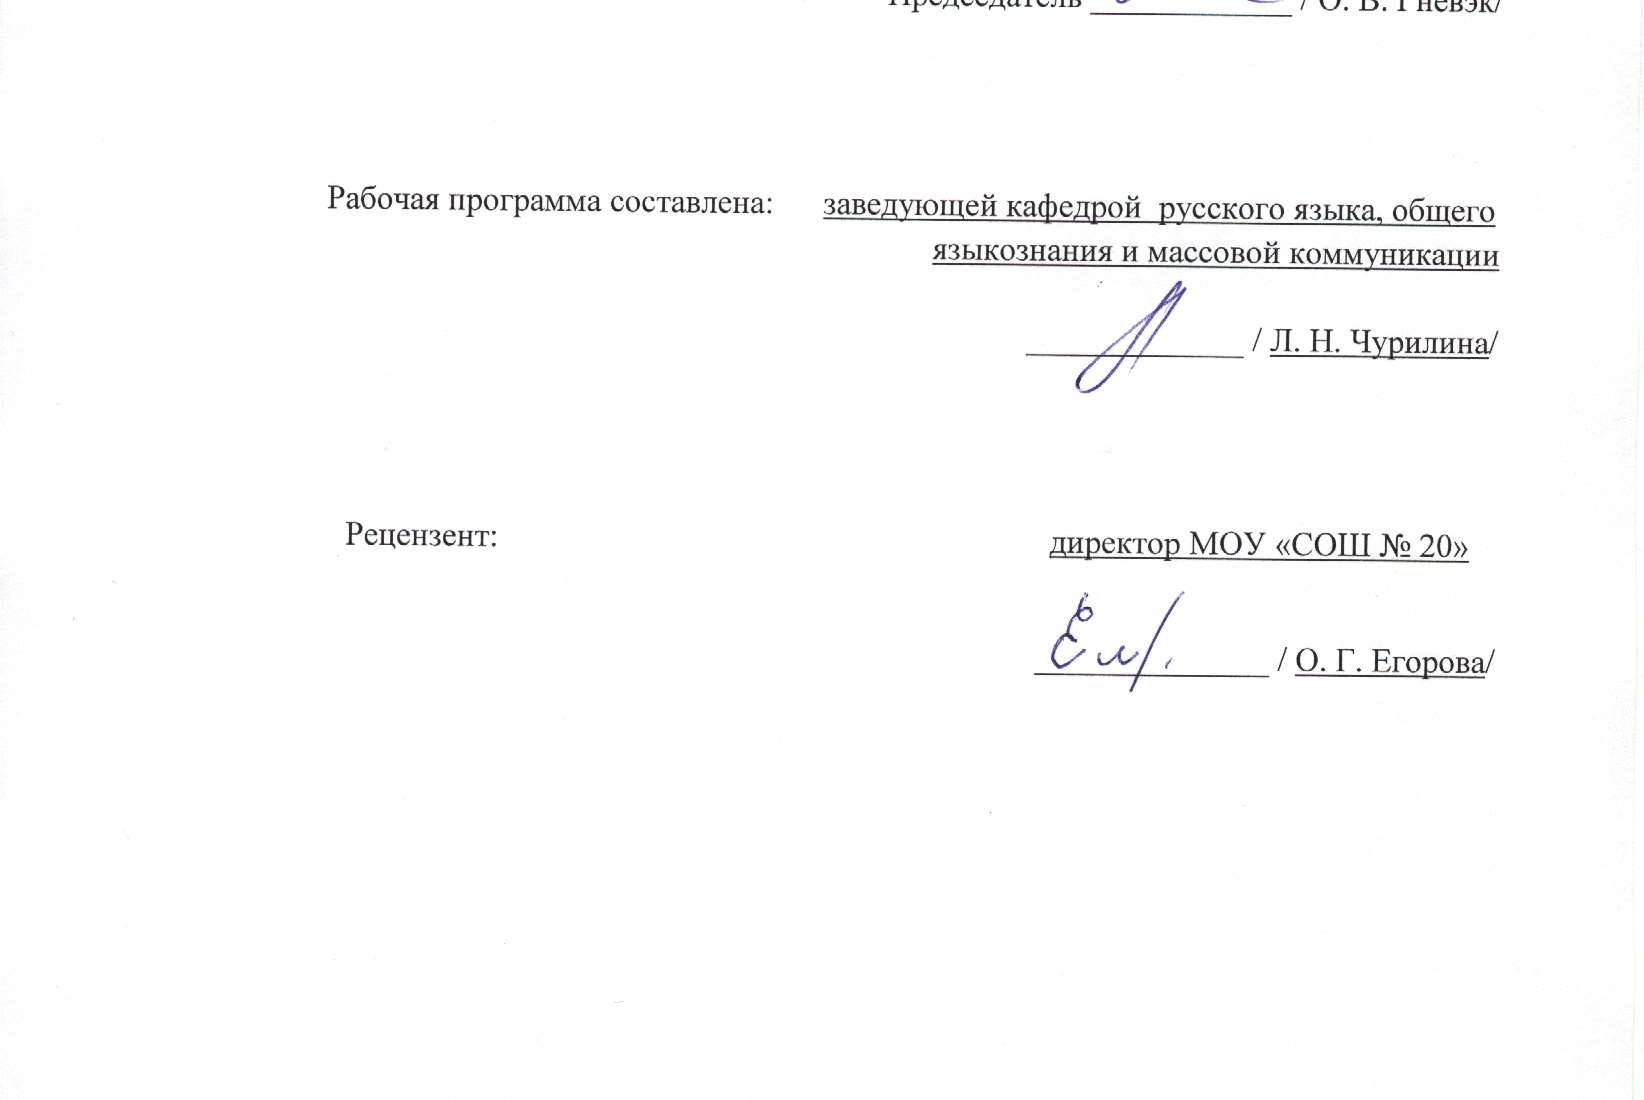 Председатель / О. В. Гневэк/
Рабочая программа составлена: заведующей кафедрой русского языка, общего
языкознания и массовой коммуникации
/ Л. Н. Чурилина/
Рецензент: директор МОУ «СОШ № 20»
/ О. Г. Егорова/